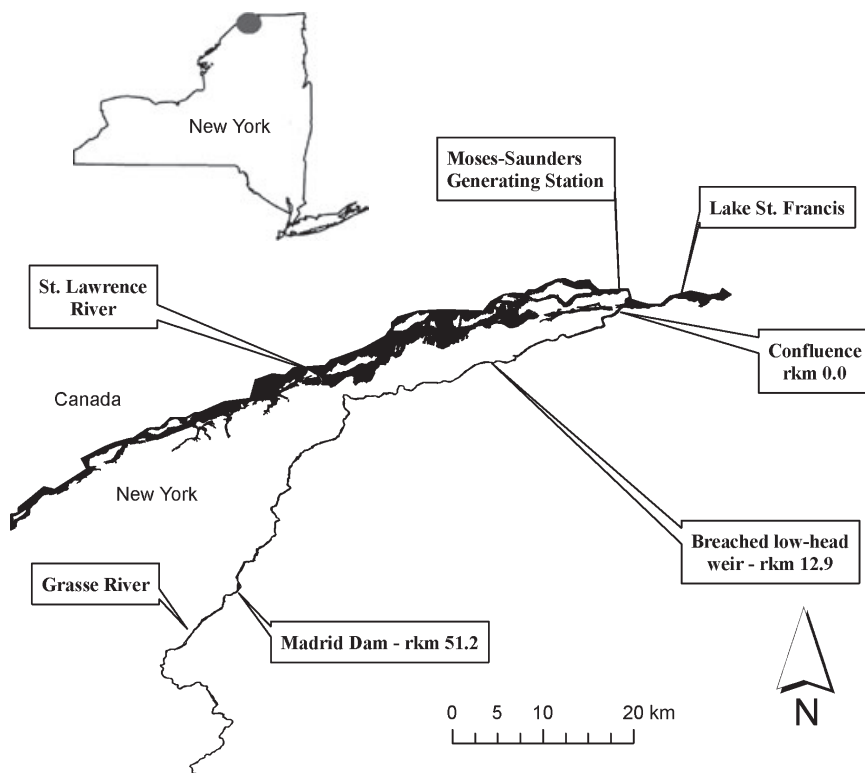 New York
Moses-Saunders
Generating Station
Lake St. Francis
St. Lawrence
River
Confluence
rkm 0.0
Canada
New York
Breached low-head
weir - rkm 12.9
Grasse River
Madrid Dam - rkm 51.2
0 5 10 20 km
N